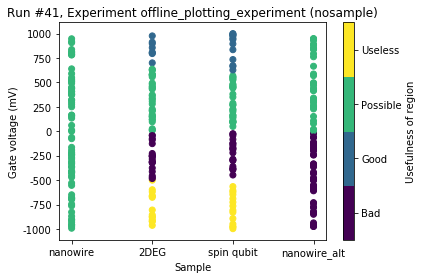 Run #41, Experiment offline_plotting_experiment (nosample)
1000
750
500
250
0
-250
-500
-750
-1000
Gate voltage (mV)
nanowire
2DEG
spin qubit
nanowire_alt
Sample
Useless
Possible
Good
Bad
Usefulness of region